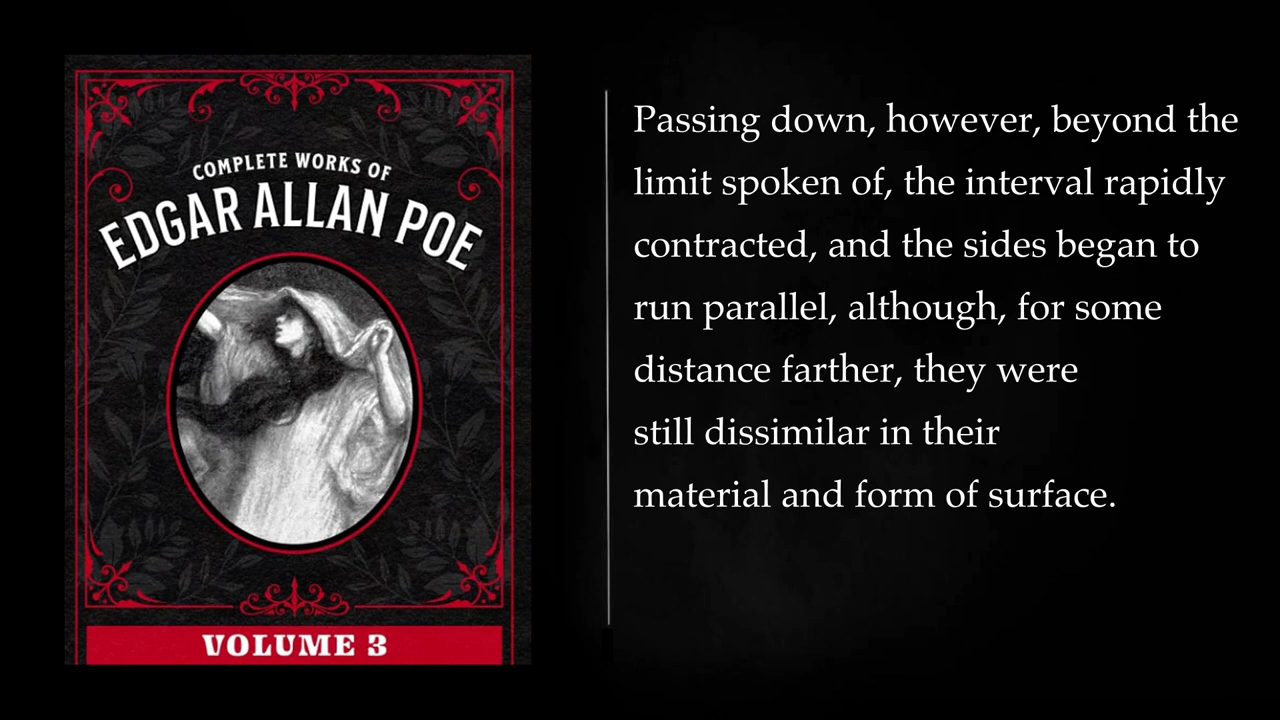 COMPLETE WORKS OF
EDGAR ALLAN POE
VOLUME 3
Passing down, however, beyond the
limit spoken of, the interval rapidly
contracted, and the sides began to
run parallel, although, for some
distance farther, they were
still dissimilar in their
material and form of surface.